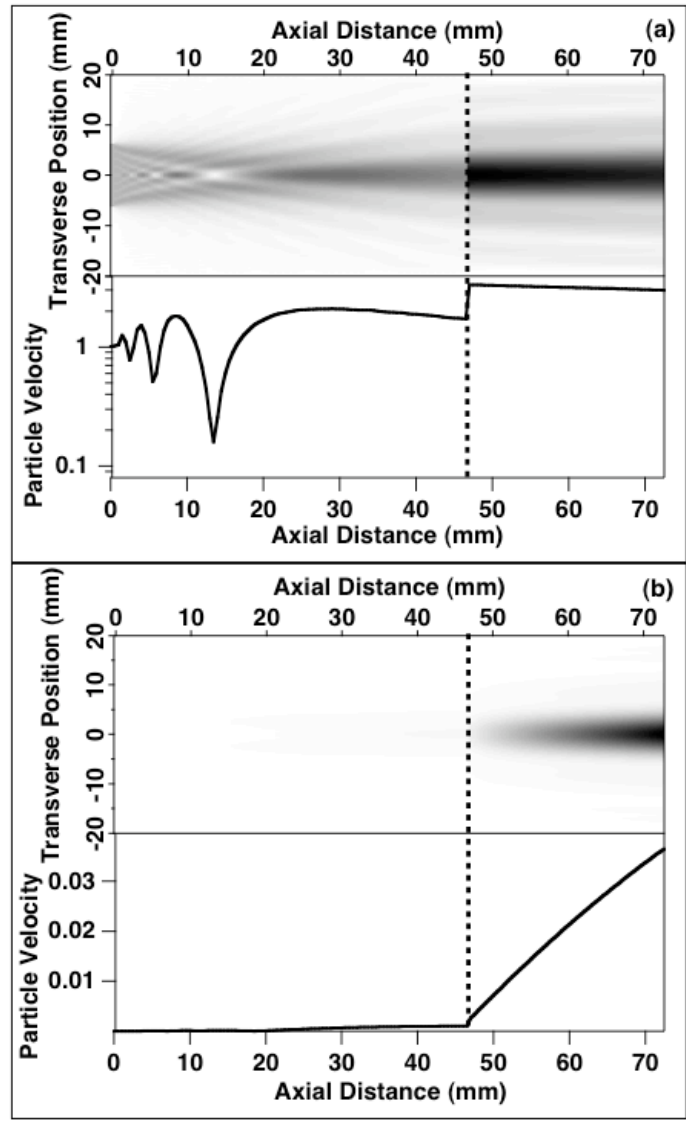 Axial Distance (mm) (a)
0 10 20 30 40 50 60 70
Transverse Position (mm)
20
10
0
-10
-20
Particle Velocity
1
0.1
0 10 20 30 40 50 60 70
Axial Distance (mm)
Axial Distance (mm) (b)
0 10 20 30 40 50 60 70
Transverse Position (mm)
20
10
0
-10
-20
Particle Velocity
0.03
0.02
0.01
0 10 20 30 40 50 60 70
Axial Distance (mm)